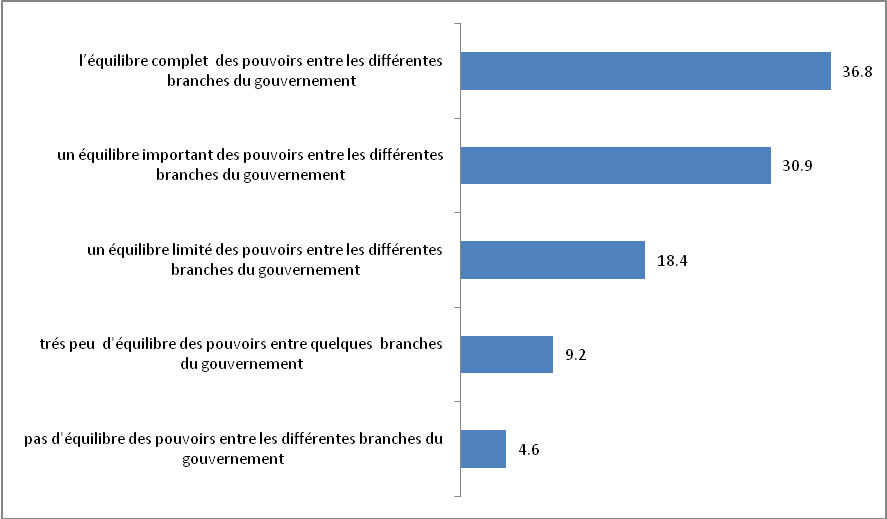 l'équilibre complet des pouvoirs entre les différentes
branches du gouvernement
36.8
un équilibre important des pouvoirs entre les différentes
branches du gouvernement
30.9
un équilibre limité des pouvoirs entre les différentes
branches du gouvernement
18.4
trés peu d'équilibre des pouvoirs entre quelques branches
du gouvernement
9.2
pas d'équilibre des pouvoirs entre les différentes branches du
gouvernement
4.6